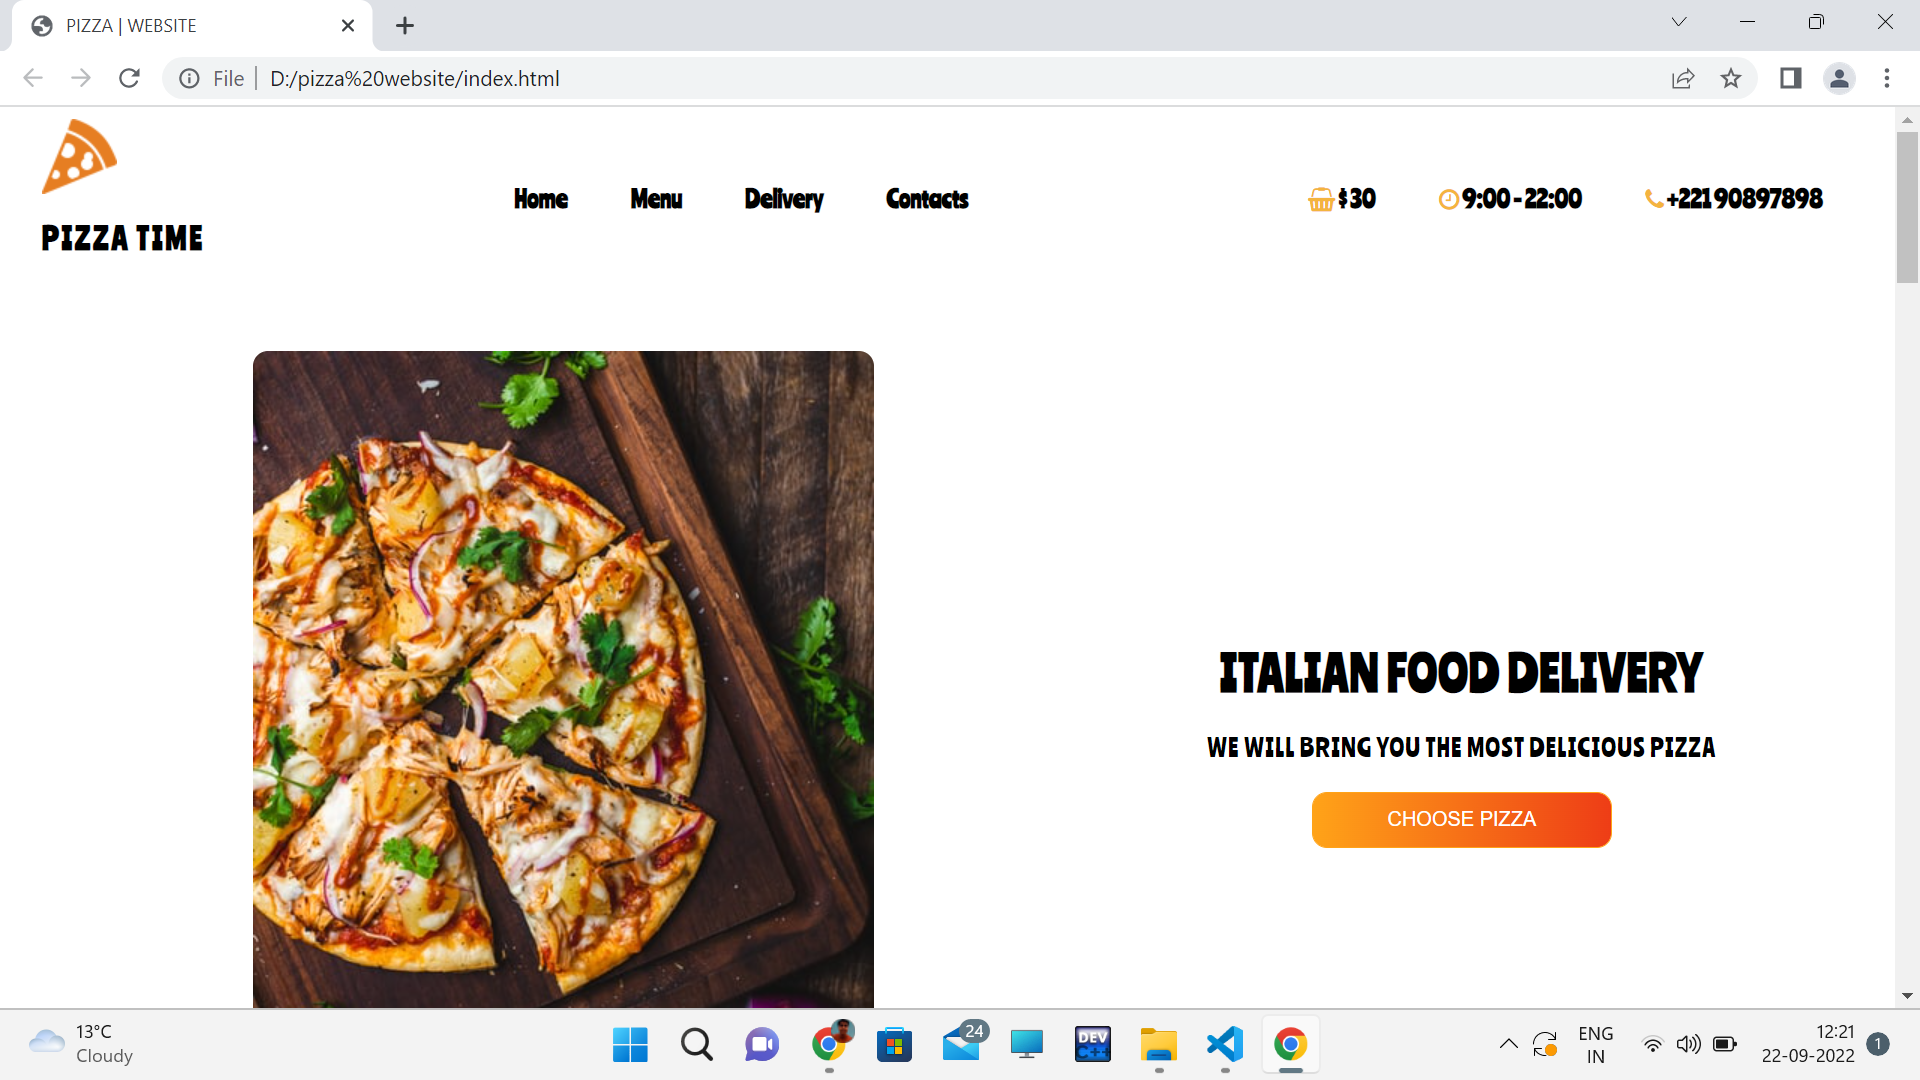 PIZZA | WEBSITE
File D:/pizza%20website/index.html
PIZZA TIME
Home Menu Delivery Contacts
$ 30 9:00 - 22:00 +221 90897898
ITALIAN FOOD DELIVERY
WE WILL BRING YOU THE MOST DELICIOUS PIZZA
CHOOSE PIZZA
13°C
Cloudy
24
DEV
C++
ENG
IN
12:21
22-09-2022
1